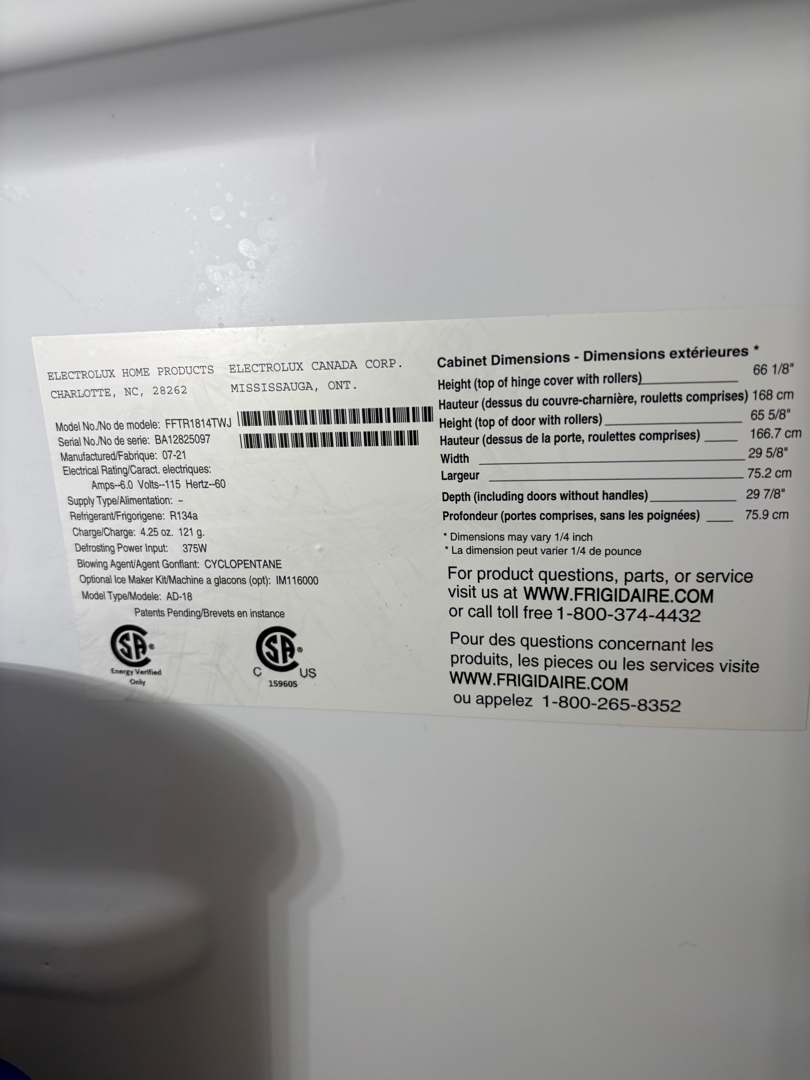 ELECTROLUX HOME PRODUCTS ELECTROLUX CANADA CORP.
CHARLOTTE, NC, 28262 MISSISSAUGA, ONT.
Model No./No de modele: FFTR1814TWJ
Serial No./No de serie: BA12825097
Manufactured/Fabrique: 07-21
Electrical Rating/Caract. electriques:
Amps--6.0 Volts--115 Hertz--60
Supply Type/Alimentation: ~
Refrigerant/Frigorigene: R134a
Charge/Charge: 4.25 oz. 121 g.
Defrosting Power Input: 375W
Blowing Agent/Agent Gonflant: CYCLOPENTANE
Optional Ice Maker Kit/Machine a glacons (opt): IM116000
Model Type/Modele: AD-18
Patents Pending/Brevets en instance
SA
Energy Verified
Only
SA
C US
159605
Cabinet Dimensions - Dimensions extérieures *
Height (top of hinge cover with rollers) 66 1/8"
Hauteur (dessus du couvre-charnière, rouletts comprises) 168 cm
Height (top of door with rollers) 65 5/8"
Hauteur (dessus de la porte, roulettes comprises) 166.7 cm
Width 29 5/8"
Largeur 75.2 cm
Depth (including doors without handles) 29 7/8"
Profondeur (portes comprises, sans les poignées) 75.9 cm
* Dimensions may vary 1/4 inch
* La dimension peut varier 1/4 de pouce
For product questions, parts, or service
visit us at WWW.FRIGIDAIRE.COM
or call toll free 1-800-374-4432
Pour des questions concernant les
produits, les pieces ou les services visite
WWW.FRIGIDAIRE.COM
ou appelez 1-800-265-8352